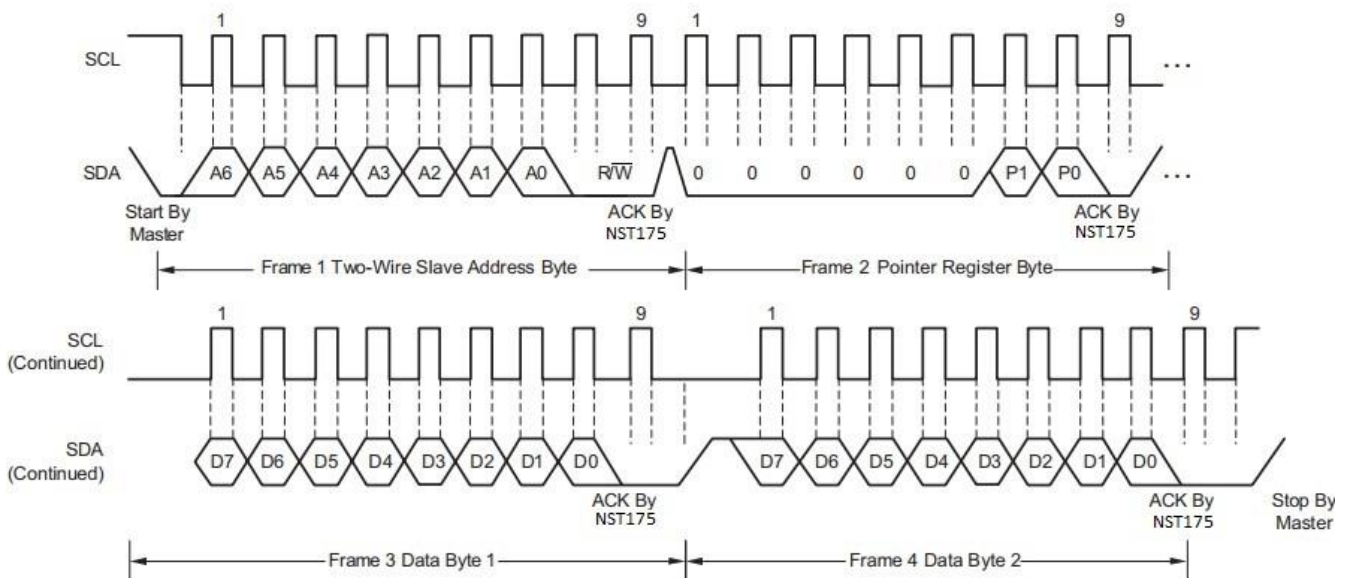 1 9 1 9
SCL ...
SDA A6 A5 A4 A3 A2 A1 A0 R/W̅ 0 0 0 0 0 0 P1 P0 ...
Start By Master ACK By NST175 ACK By NST175
Frame 1 Two-Wire Slave Address Byte Frame 2 Pointer Register Byte
1 9 1 9
SCL (Continued)
SDA (Continued) D7 D6 D5 D4 D3 D2 D1 D0 D7 D6 D5 D4 D3 D2 D1 D0
ACK By NST175 ACK By NST175 Stop By Master
Frame 3 Data Byte 1 Frame 4 Data Byte 2